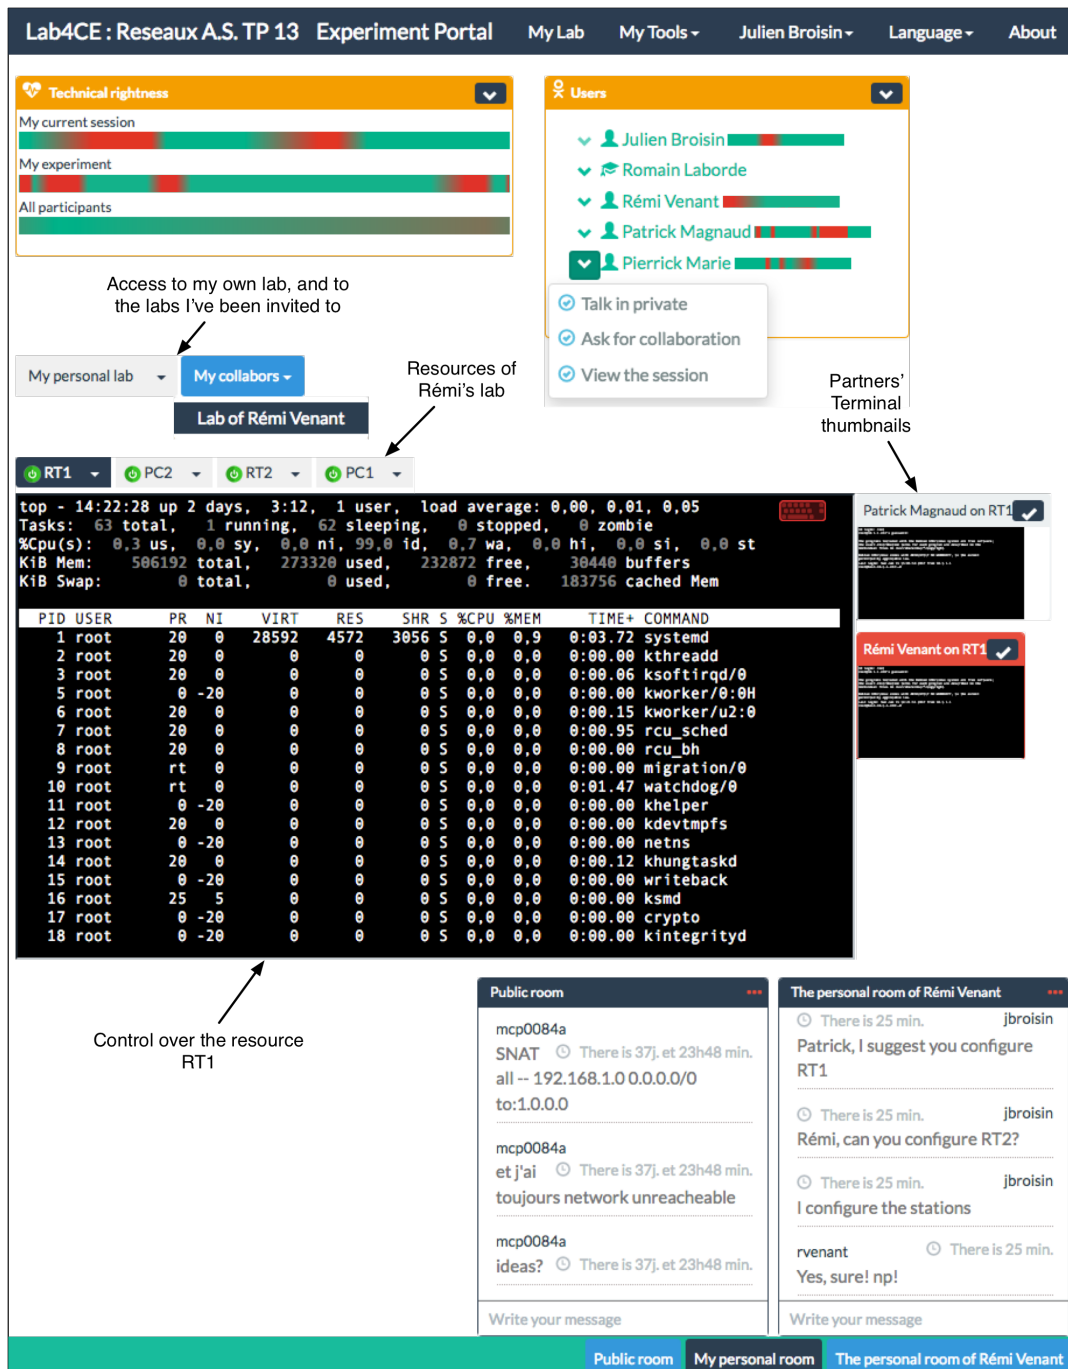 Lab4CE : Reseaux A.S. TP 13 Experiment Portal My Lab My Tools Julien Broisin Language About
Technical rightness
My current session
My experiment
All participants
Users
Julien Broisin
Romain Laborde
Rémi Venant
Patrick Magnaud
Pierrick Marie
Talk in private
Ask for collaboration
View the session
Access to my own lab, and to
the labs I've been invited to
My personal lab My collabors
Lab of Rémi Venant
Resources of
Rémi's lab
Partners'
Terminal
thumbnails
RT1 PC2 RT2 PC1
top - 14:22:28 up 2 days, 3:12, 1 user, load average: 0,00, 0,01, 0,05
Tasks: 63 total, 1 running, 62 sleeping, 0 stopped, 0 zombie
%Cpu(s): 0,3 us, 0,0 sy, 0,0 ni, 99,0 id, 0,7 wa, 0,0 hi, 0,0 si, 0,0 st
KiB Mem: 506192 total, 273320 used, 232872 free, 30440 buffers
KiB Swap: 0 total, 0 used, 0 free. 183756 cached Mem
PID USER PR NI VIRT RES SHR S %CPU %MEM TIME+ COMMAND
1 root 20 0 28592 4572 3056 S 0,0 0,9 0:03.72 systemd
2 root 20 0 0 0 0 S 0,0 0,0 0:00.00 kthreadd
3 root 20 0 0 0 0 S 0,0 0,0 0:00.06 ksoftirqd/0
5 root 0 -20 0 0 0 S 0,0 0,0 0:00.00 kworker/0:0H
6 root 20 0 0 0 0 S 0,0 0,0 0:00.15 kworker/u2:0
7 root 20 0 0 0 0 S 0,0 0,0 0:00.95 rcu_sched
8 root 20 0 0 0 0 S 0,0 0,0 0:00.00 rcu_bh
9 root rt 0 0 0 0 S 0,0 0,0 0:00.00 migration/0
10 root rt 0 0 0 0 S 0,0 0,0 0:01.47 watchdog/0
11 root 0 -20 0 0 0 S 0,0 0,0 0:00.00 khelper
12 root 20 0 0 0 0 S 0,0 0,0 0:00.00 kdevtmpfs
13 root 0 -20 0 0 0 S 0,0 0,0 0:00.00 netns
14 root 20 0 0 0 0 S 0,0 0,0 0:00.12 khungtaskd
15 root 0 -20 0 0 0 S 0,0 0,0 0:00.00 writeback
16 root 25 5 0 0 0 S 0,0 0,0 0:00.00 ksmd
17 root 0 -20 0 0 0 S 0,0 0,0 0:00.00 crypto
18 root 0 -20 0 0 0 S 0,0 0,0 0:00.00 kintegrityd
Patrick Magnaud on RT1
Rémi Venant on RT1
Control over the resource
RT1
Public room
mcp0084a
SNAT There is 37j. et 23h48 min.
all -- 192.168.1.0 0.0.0.0/0
to:1.0.0.0
mcp0084a
et j'ai There is 37j. et 23h48 min.
toujours network unreacheable
mcp0084a
ideas? There is 37j. et 23h48 min.
Write your message
The personal room of Rémi Venant
There is 25 min. jbroisin
Patrick, I suggest you configure
RT1
There is 25 min. jbroisin
Rémi, can you configure RT2?
There is 25 min. jbroisin
I configure the stations
rvenant There is 25 min.
Yes, sure! np!
Write your message
Public room My personal room The personal room of Rémi Venant